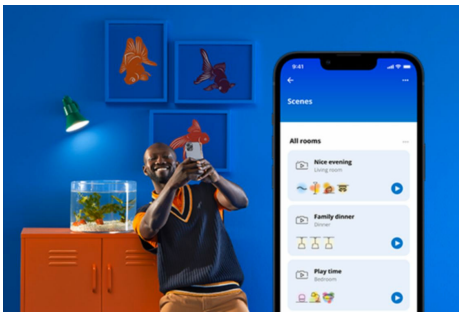 9:41
Scenes
All rooms
Nice evening
Living room
Family dinner
Dinner
Play time
Bedroom